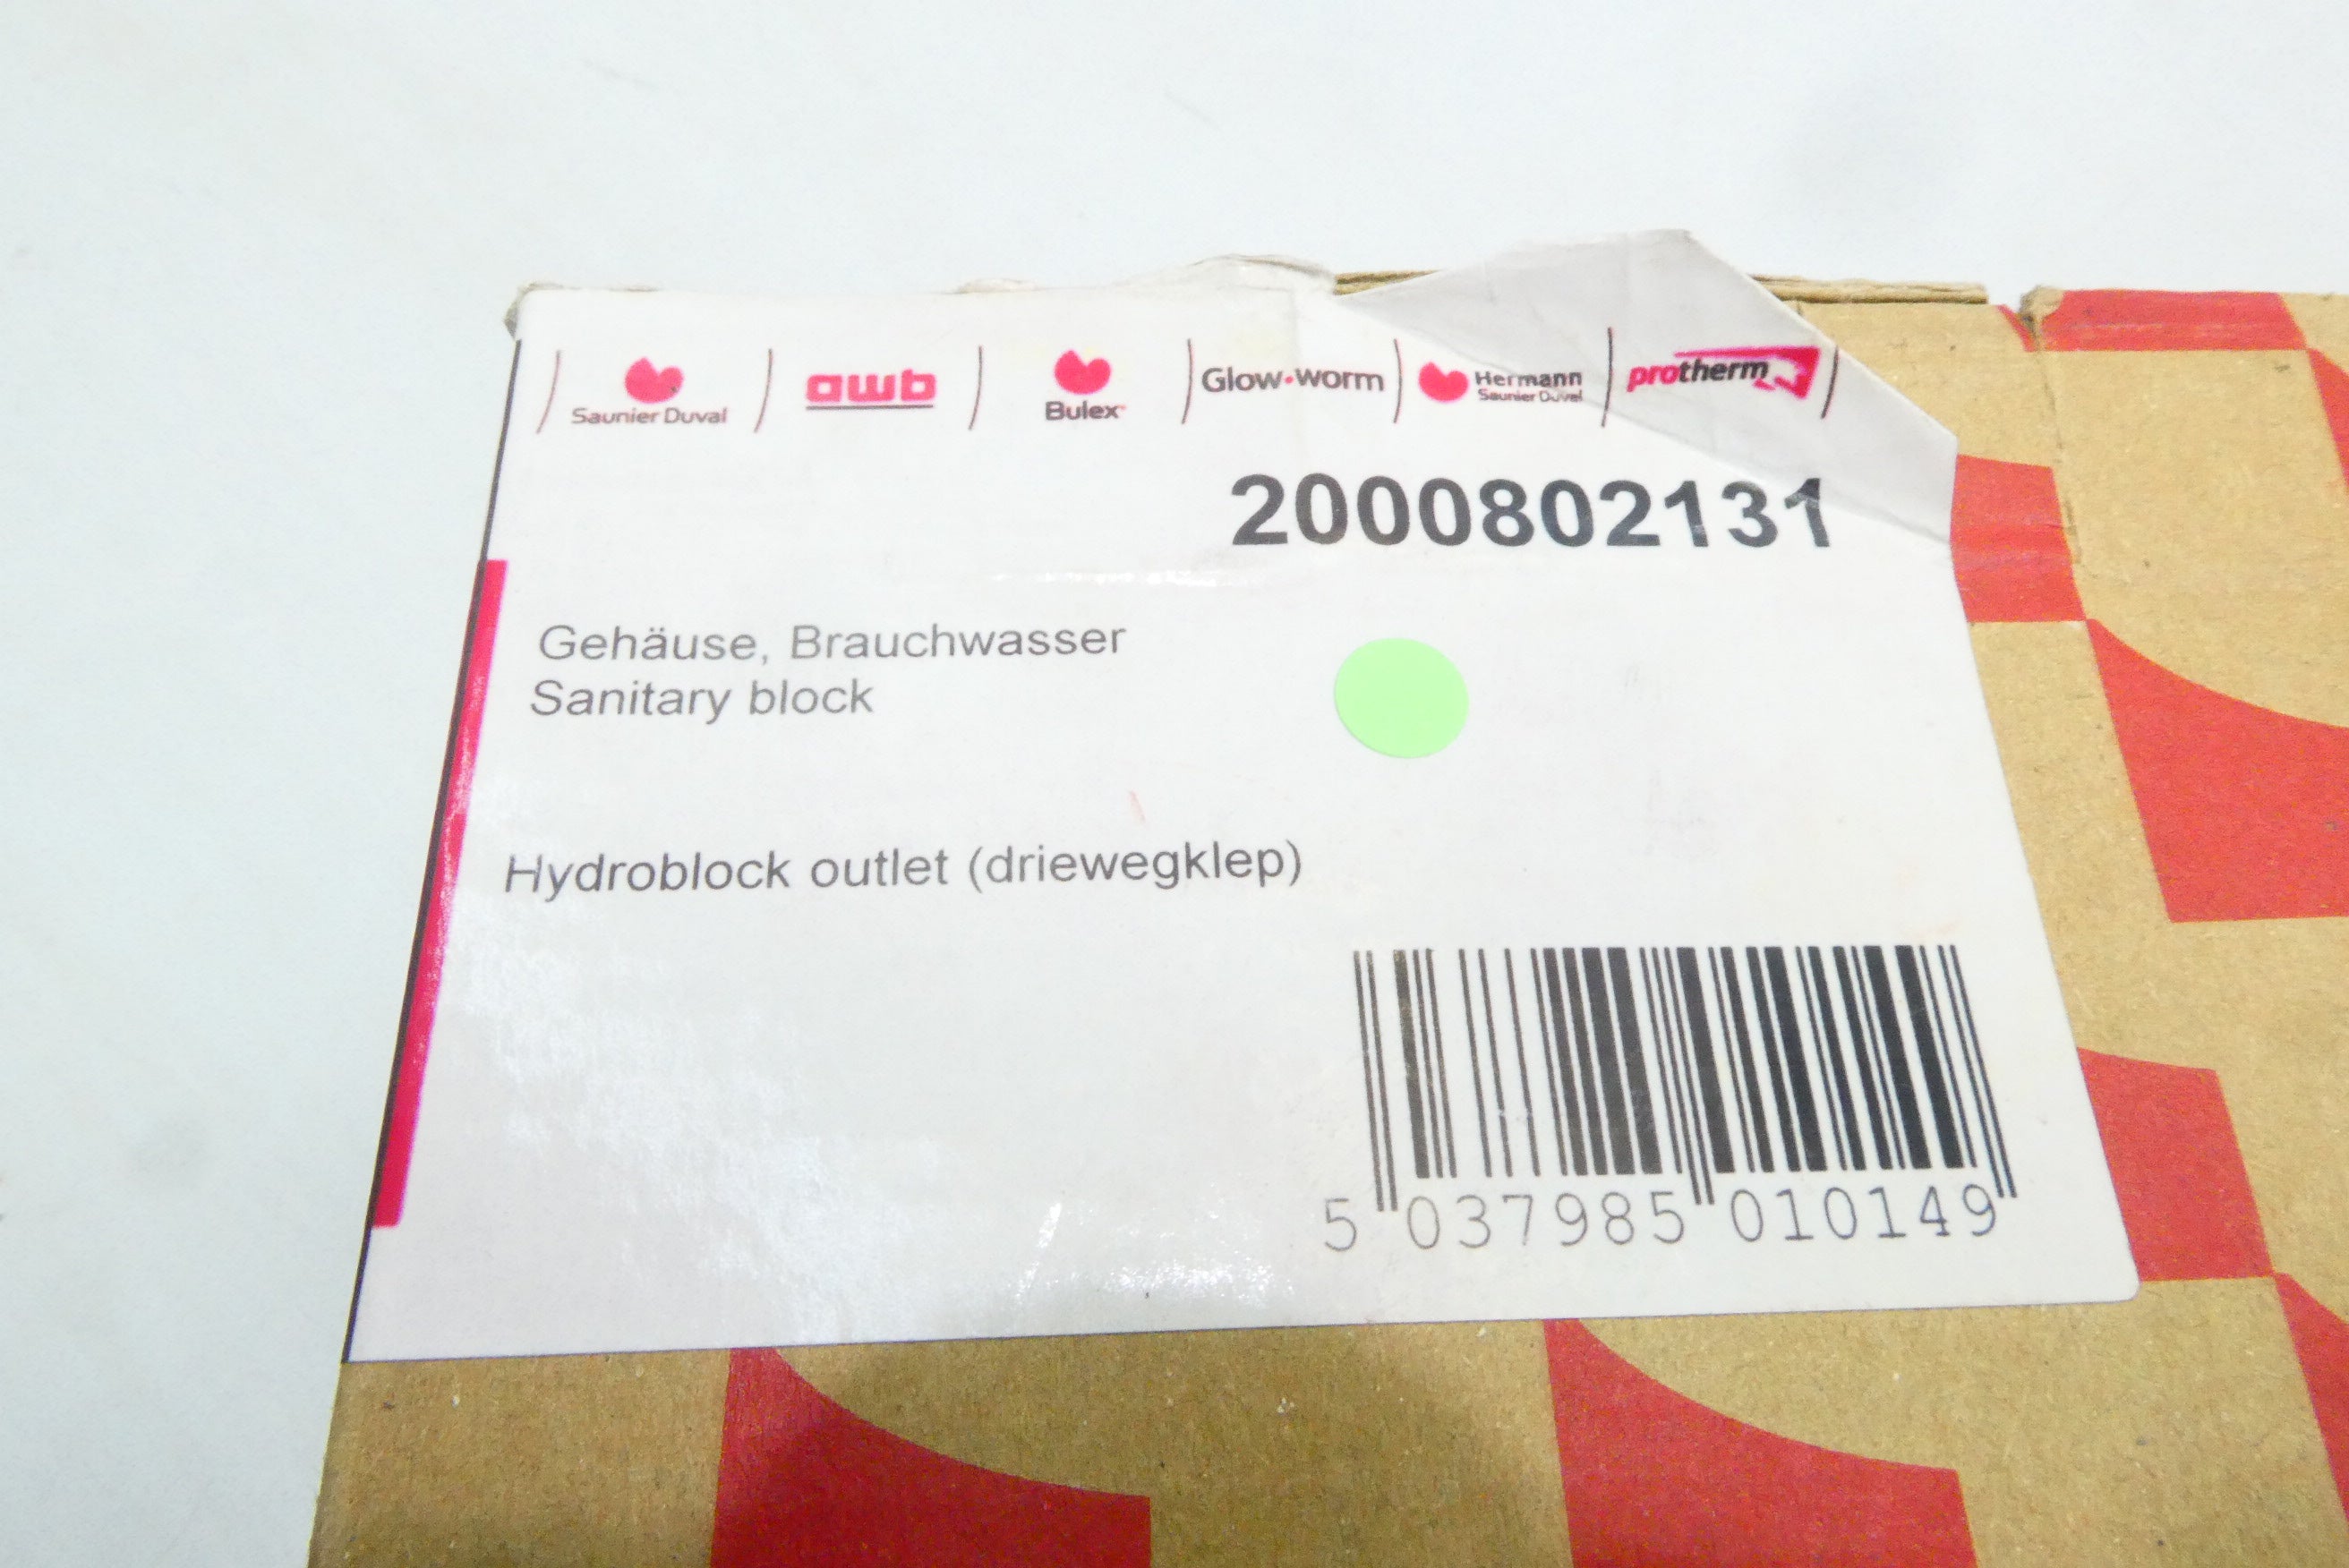 Saunier Duval awb Bulex Glow•worm Hermann Saunier Duval protherm
2000802131
Gehäuse, Brauchwasser
Sanitary block
Hydroblock outlet (driewegklep)
5 037985 010149